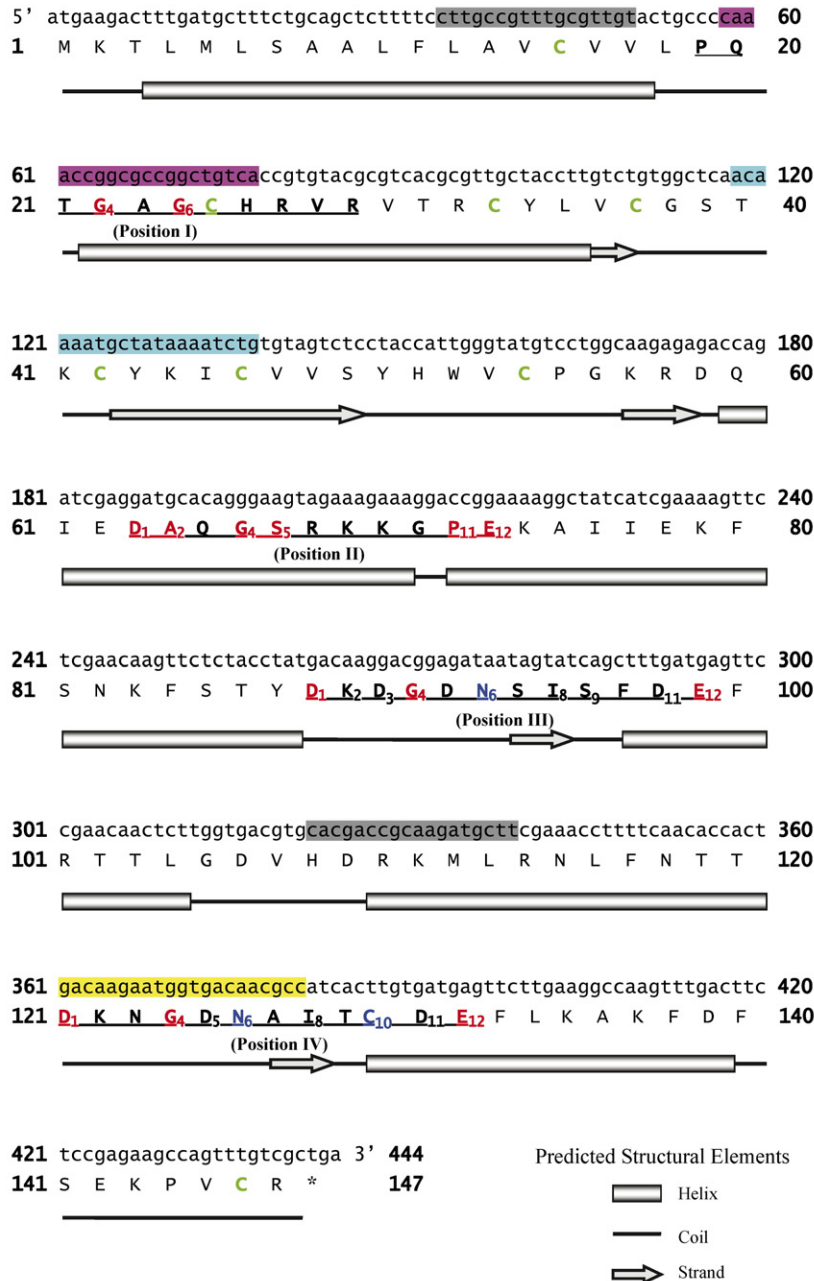 5’ atgaagactttgatgctttctgcagctcttttccttgccgtttgcgttgtactgcccccaa 60
1 M K T L M L S A A L F L A V C V V L P Q 20
61 accggcgccggctgtcaccgtgtacgcgtcacgcgttgctaccttgtctgtggctcaaca 120
21 T G4 A G6 C H R V R V T R C Y L V C G S T 40
(Position I)
121 aaatgctataaaatctgtgtagtctcctaccattgggtatgtcctggcaagagagaccag 180
41 K C Y K I C V V S Y H W V C P G K R D Q 60
181 atcgaggatgcacagggaagtagaaagaaaggaccggaaaaggctatcatcgaaaagttc 240
61 I E D1 A2 Q G4 S5 R K K G P11 E12 K A I I E K F 80
(Position II)
241 tcgaacaagttctctacctatgacaaggacggagataatagtatcagctttgatgagttc 300
81 S N K F S T Y D1 K2 D3 G4 D N6 S I8 S9 F D11 E12 F 100
(Position III)
301 cgaacaactcttggtgacgtgcacgaccgcaagatgcttcgaaaccttttcaacaccact 360
101 R T T L G D V H D R K M L R N L F N T T 120
361 gacaagaatggtgacaacgccatcacttgtgatgagttcttgaaggccaagtttgacttc 420
121 D1 K N G4 D5 N6 A I8 T C10 D11 E12 F L K A K F D F 140
(Position IV)
421 tccgagaagccagtttgtcgctga 3’ 444
141 S E K P V C R * 147
Predicted Structural Elements
Helix
Coil
Strand